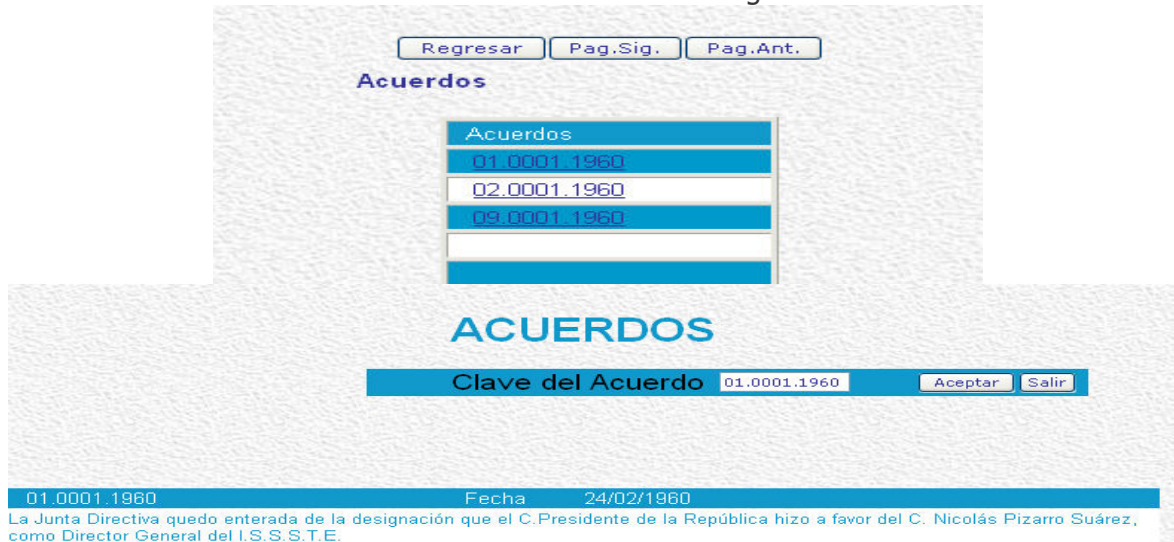 Regresar Pag.Sig. Pag.Ant.
Acuerdos
Acuerdos
01.0001.1960
02.0001.1960
09.0001.1960
ACUERDOS
Clave del Acuerdo 01.0001.1960 Aceptar Salir
01.0001.1960 Fecha 24/02/1960
La Junta Directiva quedo enterada de la designación que el C.Presidente de la República hizo a favor del C. Nicolás Pizarro Suárez,
como Director General del I.S.S.S.T.E.